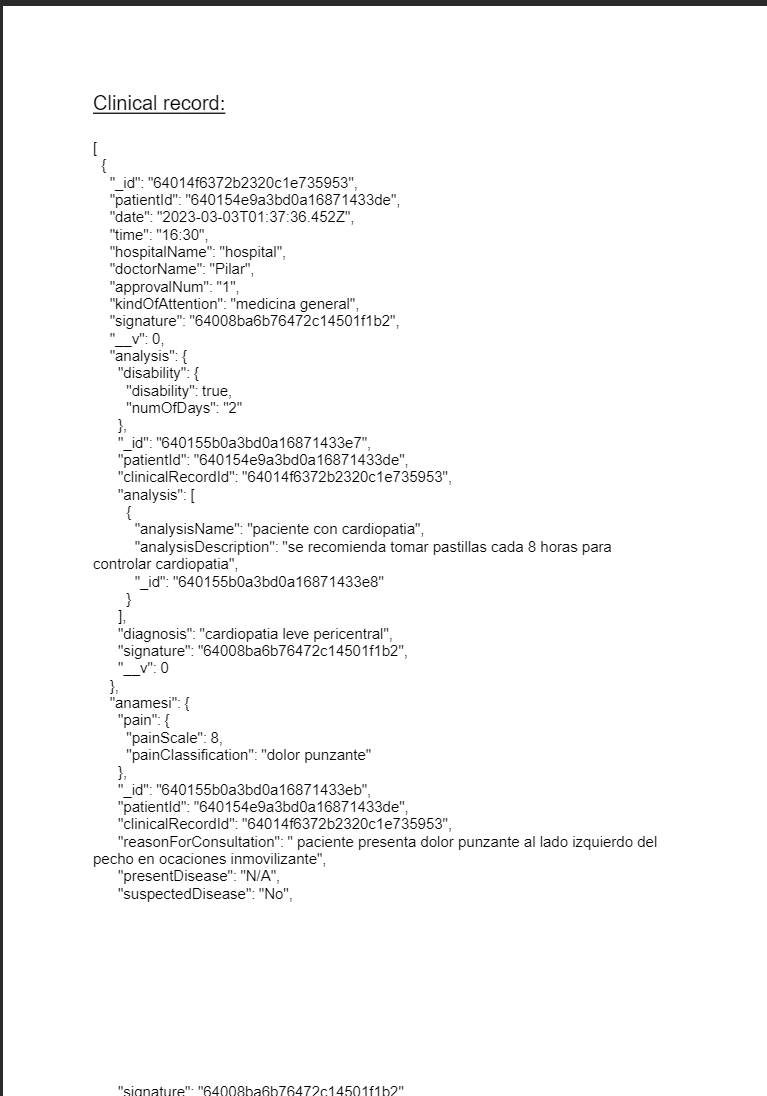 Clinical record:
[
{
"_id": "64014f6372b2320c1e735953",
"patientId": "640154e9a3bd0a16871433de",
"date": "2023-03-03T01:37:36.452Z",
"time": "16:30",
"hospitalName": "hospital",
"doctorName": "Pilar",
"approvalNum": "1",
"kindOfAttention": "medicina general",
"signature": "64008ba6b76472c14501f1b2",
"__v": 0,
"analysis": {
"disability": {
"disability": true,
"numOfDays": "2"
},
"_id": "640155b0a3bd0a16871433e7",
"patientId": "640154e9a3bd0a16871433de",
"clinicalRecordId": "64014f6372b2320c1e735953",
"analysis": [
{
"analysisName": "paciente con cardiopatia",
"analysisDescription": "se recomienda tomar pastillas cada 8 horas para
controlar cardiopatia",
"_id": "640155b0a3bd0a16871433e8"
}
],
"diagnosis": "cardiopatia leve pericentral",
"signature": "64008ba6b76472c14501f1b2",
"__v": 0
},
"anamesi": {
"pain": {
"painScale": 8,
"painClassification": "dolor punzante"
},
"_id": "640155b0a3bd0a16871433eb",
"patientId": "640154e9a3bd0a16871433de",
"clinicalRecordId": "64014f6372b2320c1e735953",
"reasonForConsultation": " paciente presenta dolor punzante al lado izquierdo del
pecho en ocaciones inmovilizante",
"presentDisease": "N/A",
"suspectedDisease": "No",
"signature": "64008ba6b76472c14501f1b2"